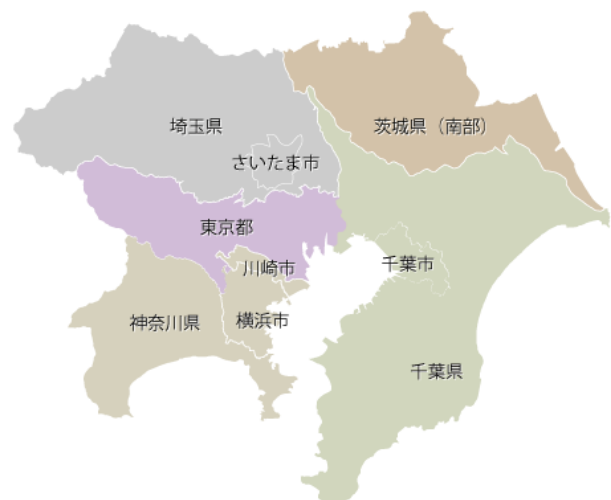 埼玉県
茨城県（南部）
さいたま市
東京都
川崎市
千葉市
神奈川県
横浜市
千葉県